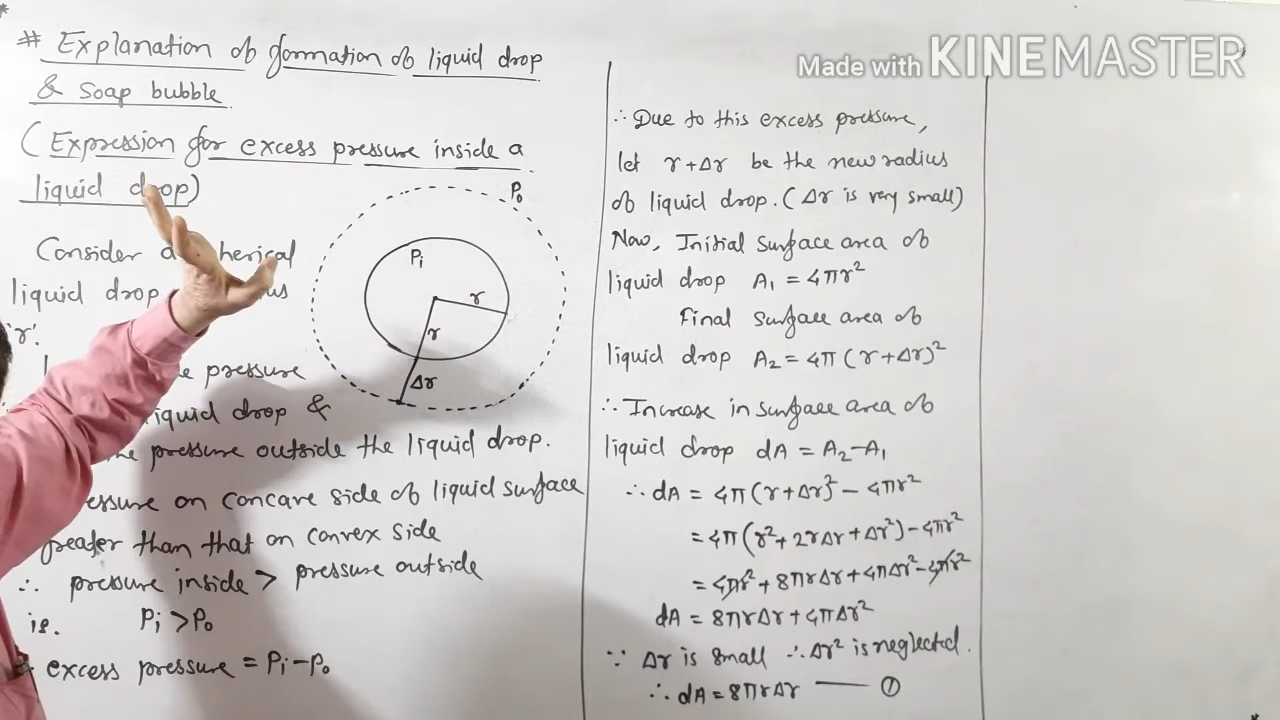 # Explanation of formation of liquid drop
& Soap bubble
(Expression for excess pressure inside a
liquid drop)
Consider a
liquid drop
'r'.
pressure
liquid drop &
pressure outside the liquid drop.
on concave side of liquid surface
greater than that on convex side
∴ pressure inside > pressure outside
ie. Pi > Po
excess pressure = Pi - Po
Po
Pi
r
r
Δr
Made with KINEMASTER
∴ Due to this excess pressure,
let r+Δr be the new radius
of liquid drop. (Δr is very small)
Now, Initial surface area of
liquid drop A₁ = 4πr²
Final surface area of
liquid drop A₂ = 4π(r+Δr)²
∴ Increase in surface area of
liquid drop dA = A₂-A₁
∴ dA = 4π(r+Δr)² - 4πr²
= 4π(r²+2rΔr+Δr²)-4πr²
= 4πr²+8πrΔr+4πΔr²-4πr²
dA = 8πrΔr+4πΔr²
∵ Δr is small ∴ Δr² is neglected.
∴ dA = 8πrΔr — ①